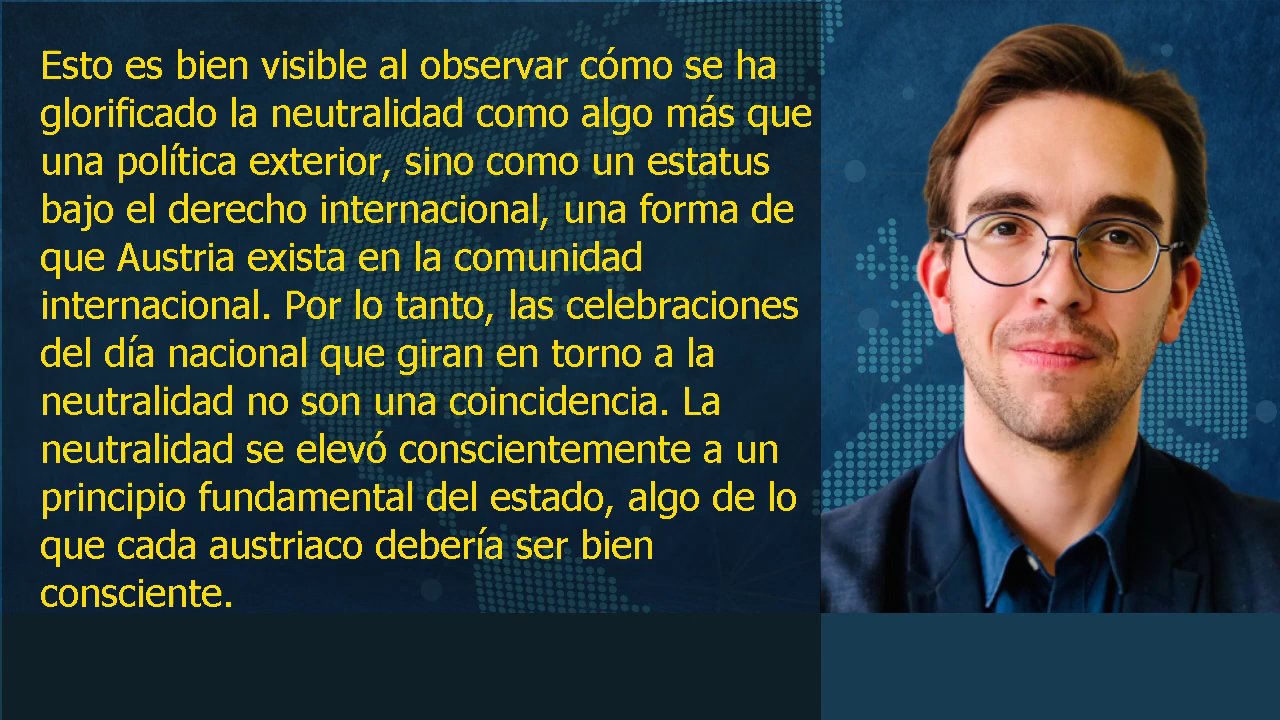 Esto es bien visible al observar cómo se ha
glorificado la neutralidad como algo más que
una política exterior, sino como un estatus
bajo el derecho internacional, una forma de
que Austria exista en la comunidad
internacional. Por lo tanto, las celebraciones
del día nacional que giran en torno a la
neutralidad no son una coincidencia. La
neutralidad se elevó conscientemente a un
principio fundamental del estado, algo de lo
que cada austriaco debería ser bien
consciente.